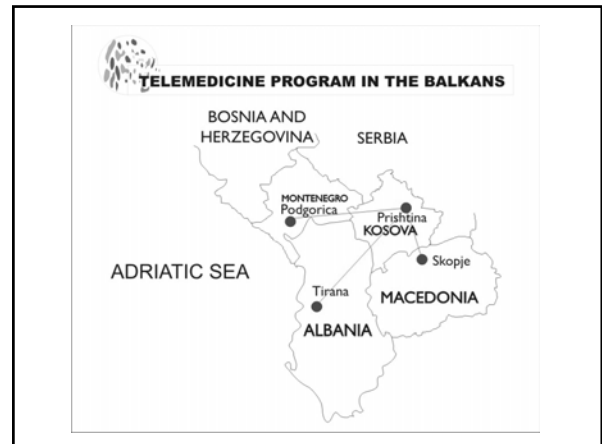 TELEMEDICINE PROGRAM IN THE BALKANS
BOSNIA AND
HERZEGOVINA
SERBIA
MONTENEGRO
Podgorica
Prishtina
KOSOVA
ADRIATIC SEA
Skopje
Tirana
MACEDONIA
ALBANIA